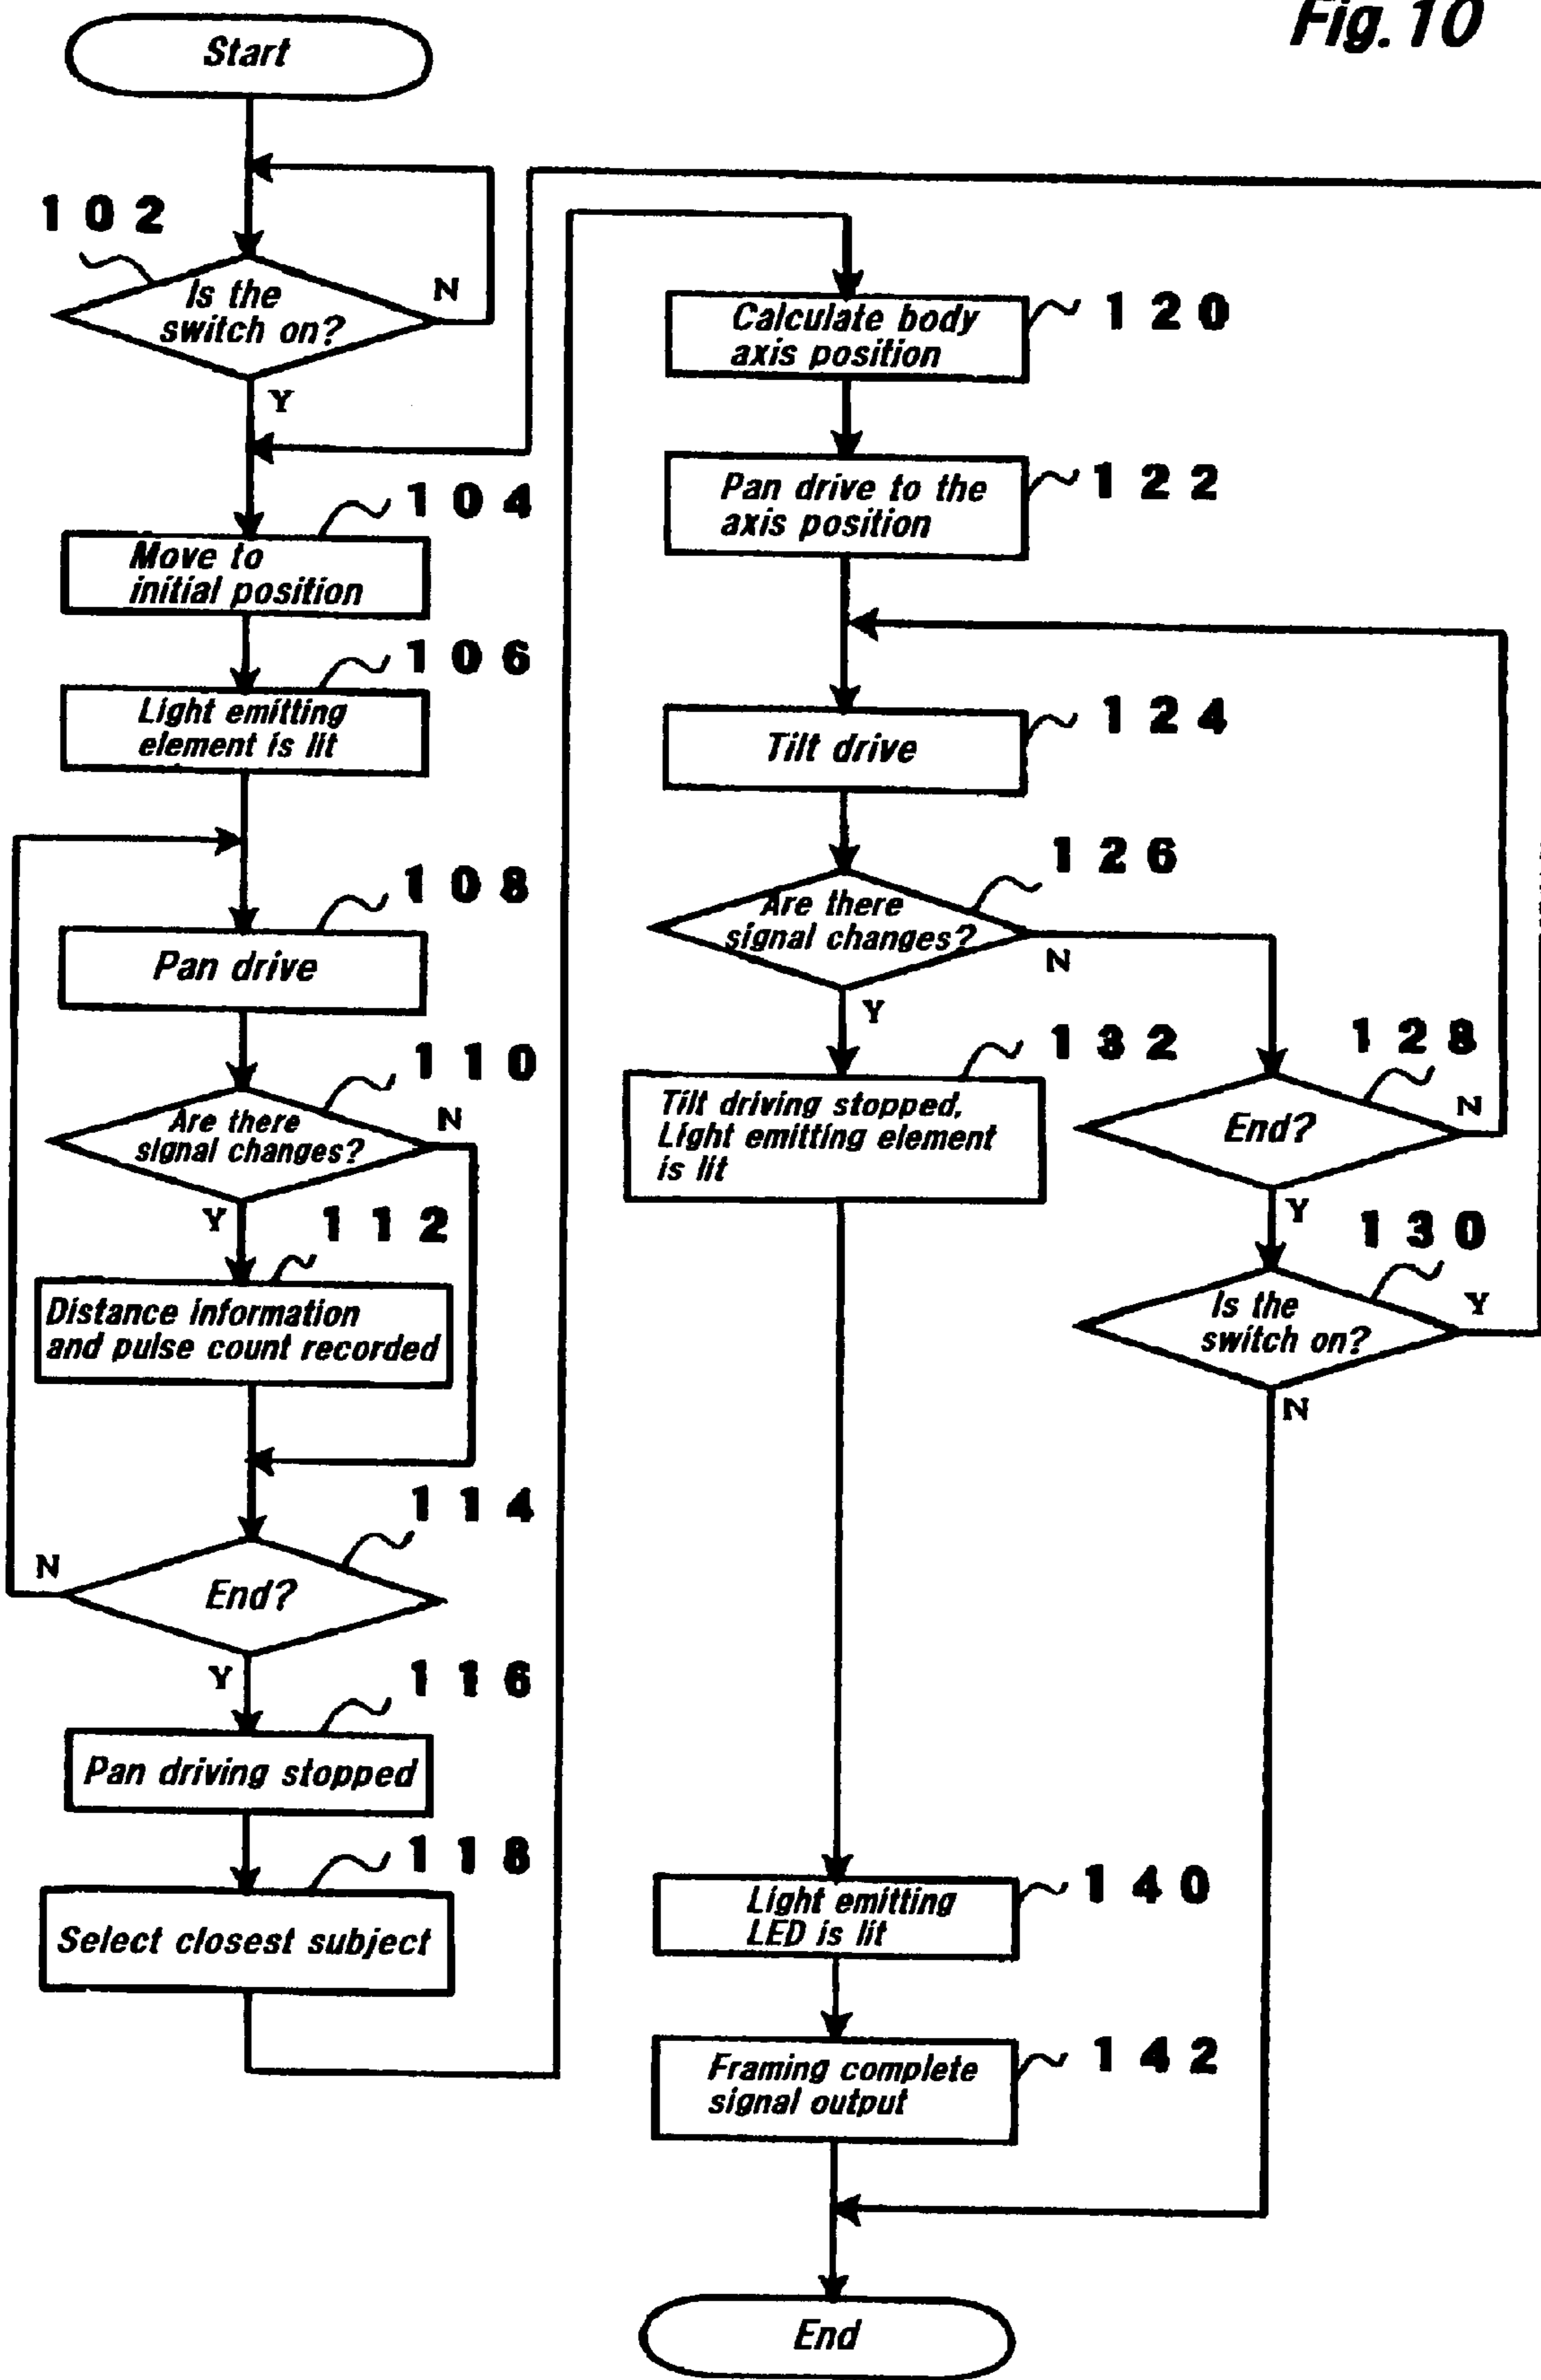 Fig. 10
Start
102
Is the
switch on?
N
Y
104
Move to
initial position
106
Light emitting
element is lit
108
Pan drive
110
Are there
signal changes?
N
Y
112
Distance information
and pulse count recorded
114
End?
N
Y
116
Pan driving stopped
118
Select closest subject
120
Calculate body
axis position
122
Pan drive to the
axis position
124
Tilt drive
126
Are there
signal changes?
N
Y
128
End?
N
Y
130
Is the
switch on?
Y
N
132
Tilt driving stopped,
Light emitting element
is lit
140
Light emitting
LED is lit
142
Framing complete
signal output
End